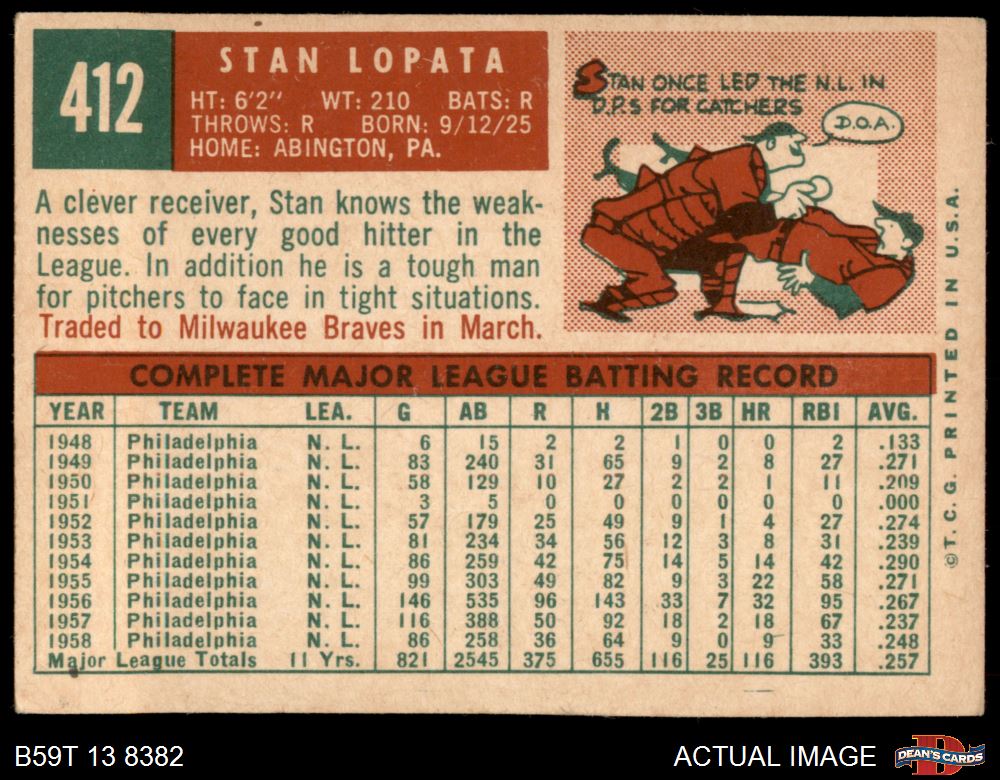 412
STAN LOPATA
HT: 6'2" WT: 210 BATS: R
THROWS: R BORN: 9/12/25
HOME: ABINGTON, PA.
STAN ONCE LED THE N.L. IN
D.P.S FOR CATCHERS
D.O.A.
A clever receiver, Stan knows the weak-
nesses of every good hitter in the
League. In addition he is a tough man
for pitchers to face in tight situations.
Traded to Milwaukee Braves in March.
COMPLETE MAJOR LEAGUE BATTING RECORD
YEAR TEAM LEA. G AB R H 2B 3B HR RBI AVG.
1948 Philadelphia N. L. 6 15 2 2 1 0 0 2 .133
1949 Philadelphia N. L. 83 240 31 65 9 2 8 27 .271
1950 Philadelphia N. L. 58 129 10 27 2 2 1 11 .209
1951 Philadelphia N. L. 3 5 0 0 0 0 0 0 .000
1952 Philadelphia N. L. 57 179 25 49 9 1 4 27 .274
1953 Philadelphia N. L. 81 234 34 56 12 3 8 31 .239
1954 Philadelphia N. L. 86 259 42 75 14 5 14 42 .290
1955 Philadelphia N. L. 99 303 49 82 9 3 22 58 .271
1956 Philadelphia N. L. 146 535 96 143 33 7 32 95 .267
1957 Philadelphia N. L. 116 388 50 92 18 2 18 67 .237
1958 Philadelphia N. L. 86 258 36 64 9 0 9 33 .248
Major League Totals 11 Yrs. 821 2545 375 655 116 25 116 393 .257
© T. C. G. PRINTED IN U.S.A.
B59T 13 8382
ACTUAL IMAGE
DEAN'S CARDS